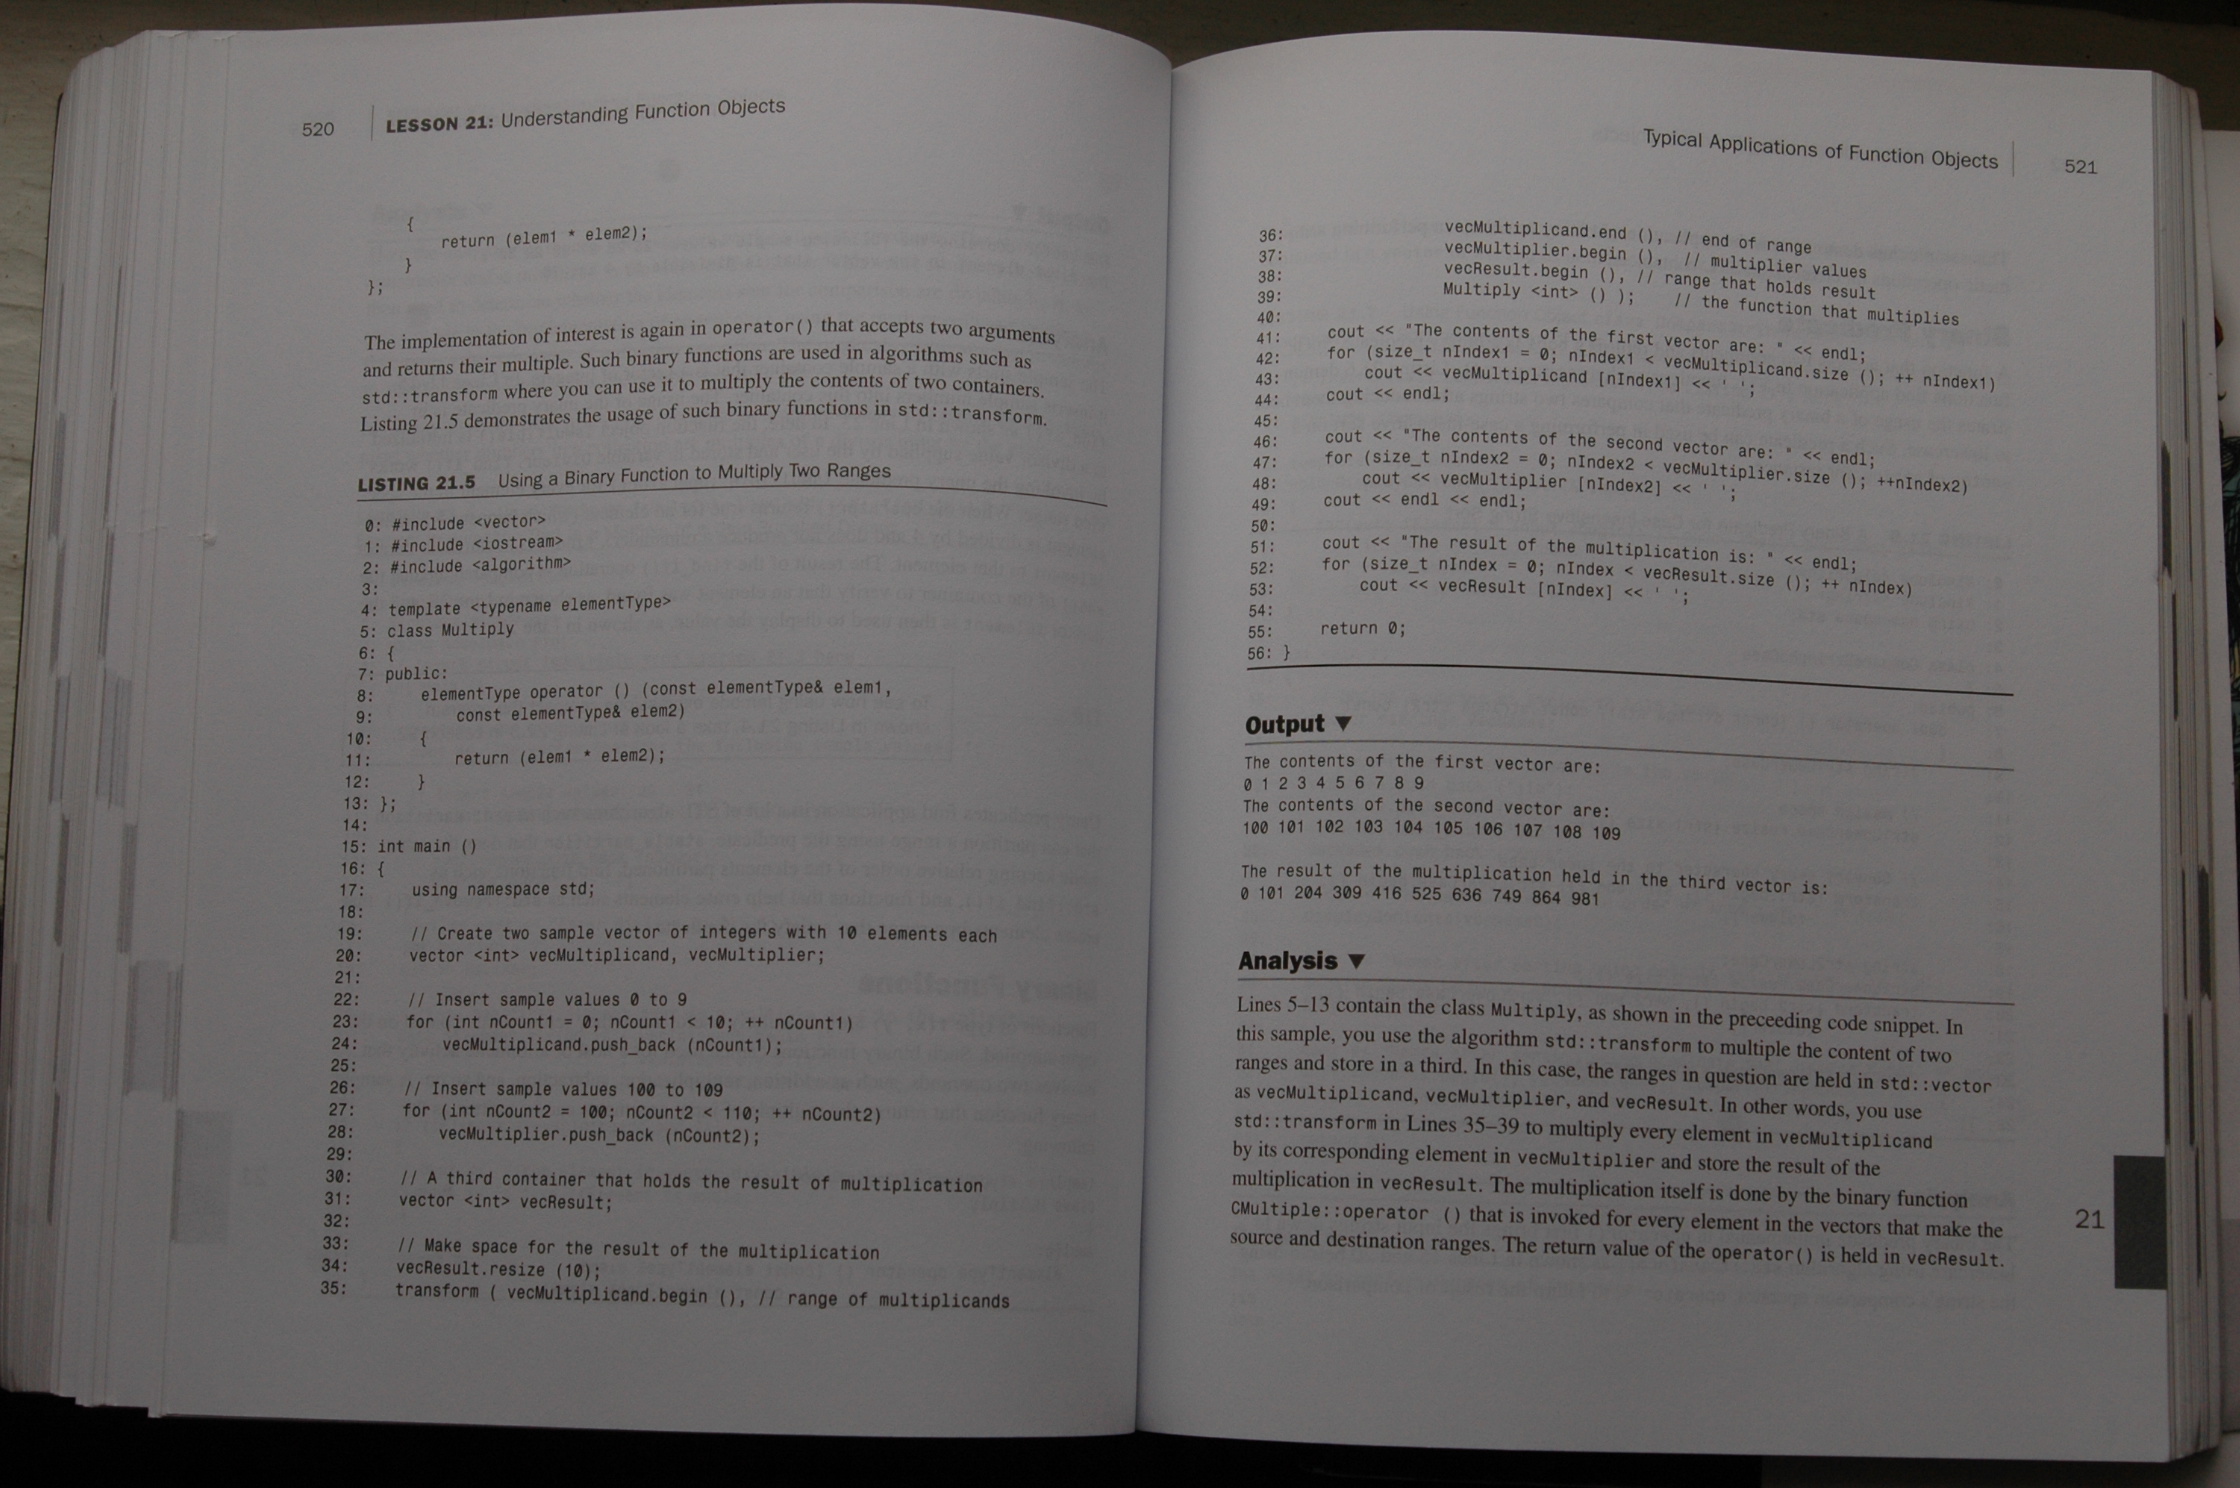 520 LESSON 21: Understanding Function Objects
{
return (elem1 * elem2);
}
};
The implementation of interest is again in operator() that accepts two arguments
and returns their multiple. Such binary functions are used in algorithms such as
std::transform where you can use it to multiply the contents of two containers.
Listing 21.5 demonstrates the usage of such binary functions in std::transform.
LISTING 21.5 Using a Binary Function to Multiply Two Ranges
0: #include <vector>
1: #include <iostream>
2: #include <algorithm>
3:
4: template <typename elementType>
5: class Multiply
6: {
7: public:
8: elementType operator () (const elementType& elem1,
9: const elementType& elem2)
10: {
11: return (elem1 * elem2);
12: }
13: };
14:
15: int main ()
16: {
17: using namespace std;
18:
19: // Create two sample vector of integers with 10 elements each
20: vector <int> vecMultiplicand, vecMultiplier;
21:
22: // Insert sample values 0 to 9
23: for (int nCount1 = 0; nCount1 < 10; ++ nCount1)
24: vecMultiplicand.push_back (nCount1);
25:
26: // Insert sample values 100 to 109
27: for (int nCount2 = 100; nCount2 < 110; ++ nCount2)
28: vecMultiplier.push_back (nCount2);
29:
30: // A third container that holds the result of multiplication
31: vector <int> vecResult;
32:
33: // Make space for the result of the multiplication
34: vecResult.resize (10);
35: transform ( vecMultiplicand.begin (), // range of multiplicands
Typical Applications of Function Objects 521
36: vecMultiplicand.end (), // end of range
37: vecMultiplier.begin (), // multiplier values
38: vecResult.begin (), // range that holds result
39: Multiply <int> () ); // the function that multiplies
40:
41: cout << "The contents of the first vector are: " << endl;
42: for (size_t nIndex1 = 0; nIndex1 < vecMultiplicand.size (); ++ nIndex1)
43: cout << vecMultiplicand [nIndex1] << ' ';
44: cout << endl;
45:
46: cout << "The contents of the second vector are: " << endl;
47: for (size_t nIndex2 = 0; nIndex2 < vecMultiplier.size (); ++nIndex2)
48: cout << vecMultiplier [nIndex2] << ' ';
49: cout << endl << endl;
50:
51: cout << "The result of the multiplication is: " << endl;
52: for (size_t nIndex = 0; nIndex < vecResult.size (); ++ nIndex)
53: cout << vecResult [nIndex] << ' ';
54:
55: return 0;
56: }
Output ▼
The contents of the first vector are:
0 1 2 3 4 5 6 7 8 9
The contents of the second vector are:
100 101 102 103 104 105 106 107 108 109
The result of the multiplication held in the third vector is:
0 101 204 309 416 525 636 749 864 981
Analysis ▼
Lines 5–13 contain the class Multiply, as shown in the preceeding code snippet. In
this sample, you use the algorithm std::transform to multiple the content of two
ranges and store in a third. In this case, the ranges in question are held in std::vector
as vecMultiplicand, vecMultiplier, and vecResult. In other words, you use
std::transform in Lines 35–39 to multiply every element in vecMultiplicand
by its corresponding element in vecMultiplier and store the result of the
multiplication in vecResult. The multiplication itself is done by the binary function
CMultiple::operator () that is invoked for every element in the vectors that make the
source and destination ranges. The return value of the operator() is held in vecResult.
21